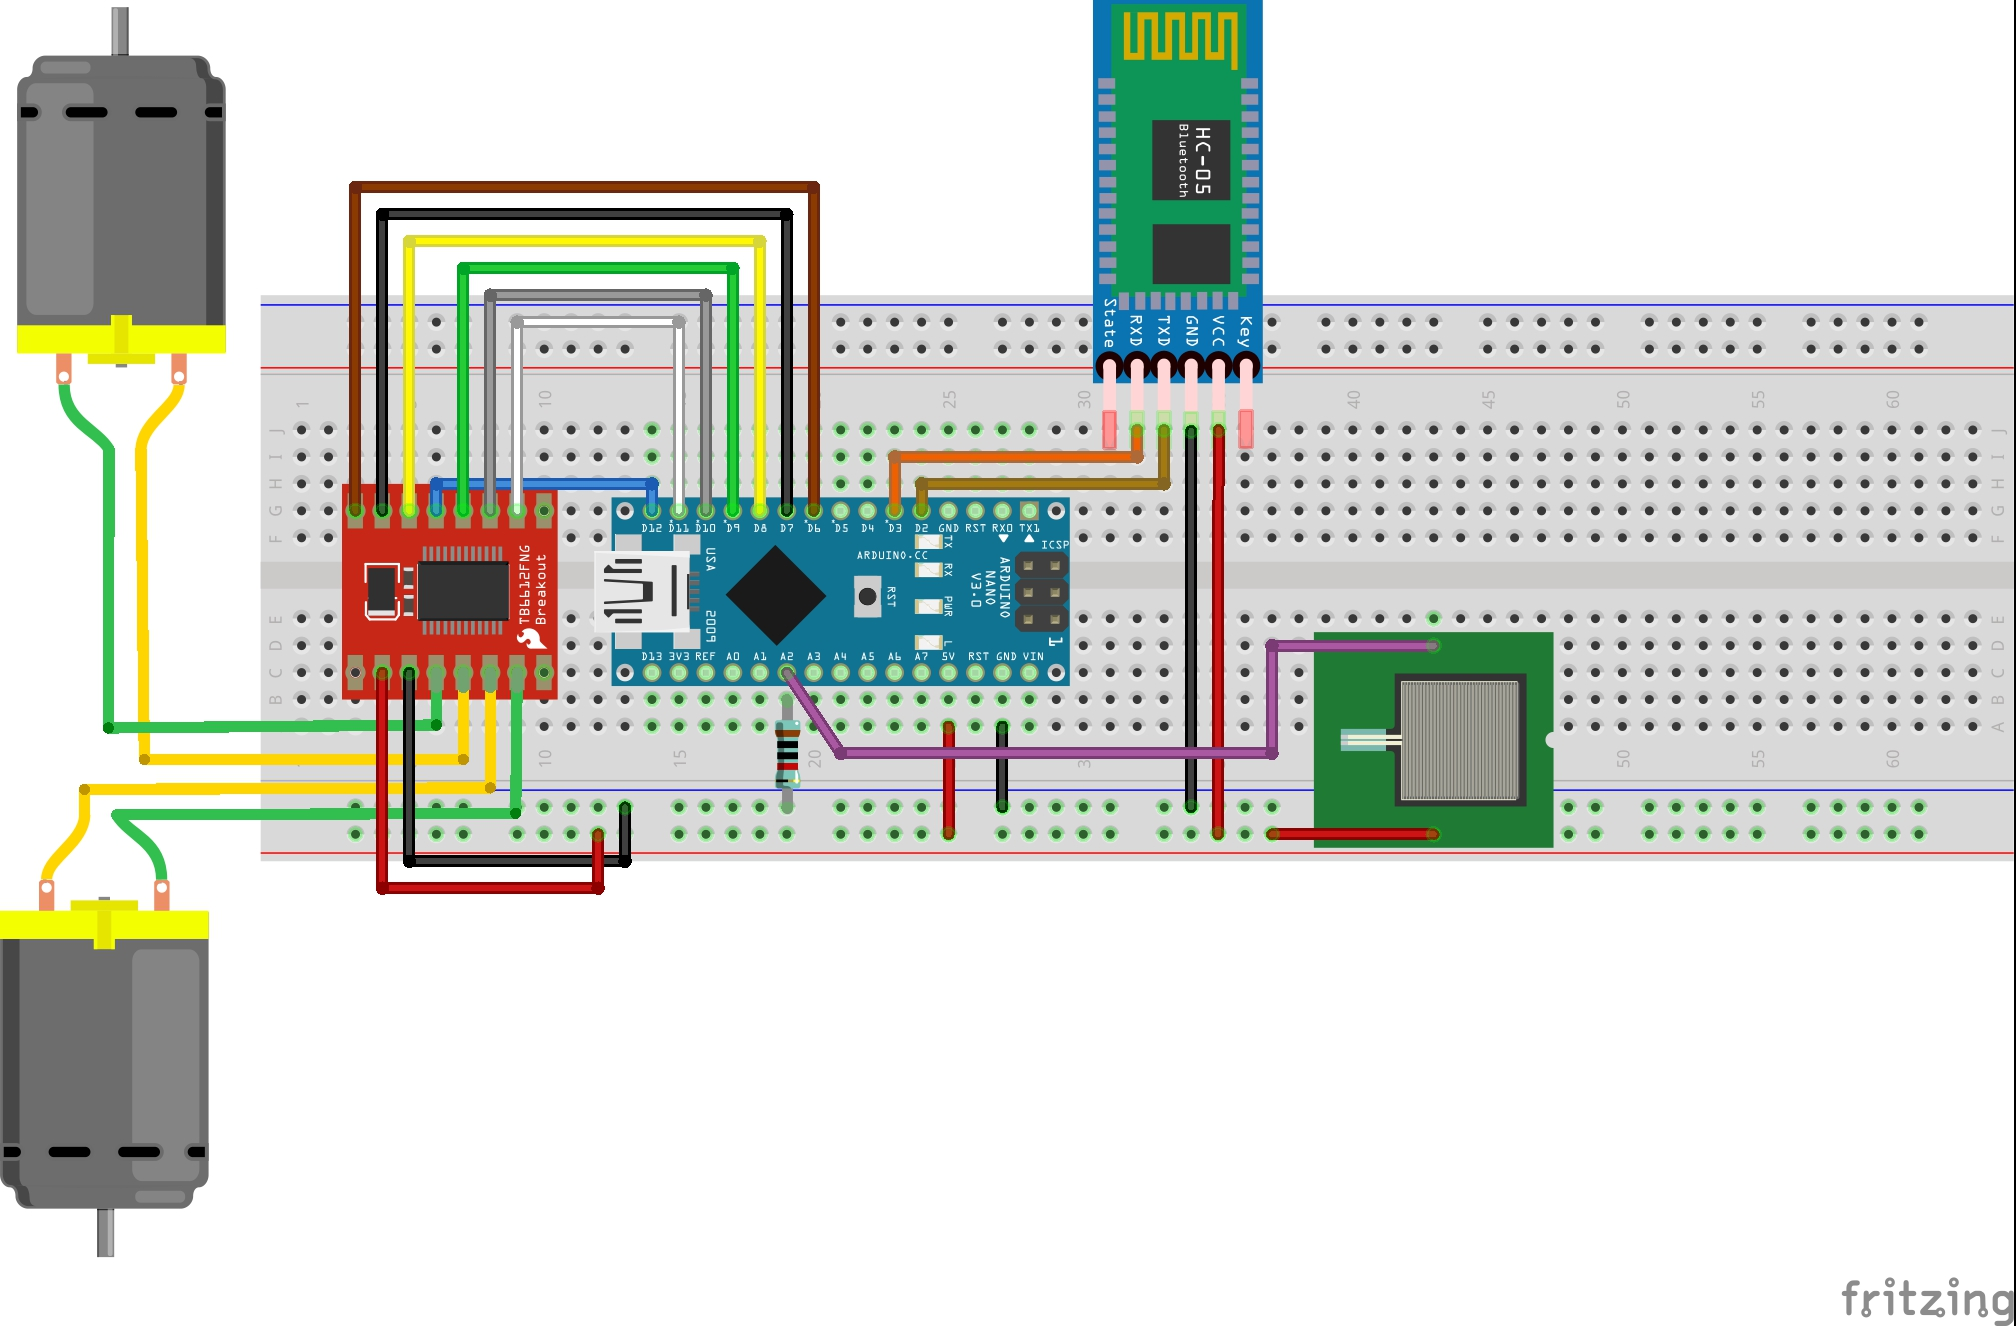 HC-05
Bluetooth
State
RXD
TXD
GND
VCC
Key
1
10
25
30
40
45
50
55
60
J
J
I
I
H
H
G
G
F
F
D12
D11
D10
D9
D8
D7
D6
D5
D4
D3
D2
GND
RST
RX0
TX1
TB6612FNG
Breakout
USA
2009
ARDUINO.CC
RST
TX
RX
PWR
L
ARDUINO
NANO
V3.0
ICSP
1
E
E
D
D
C
C
B
B
A
A
D13
3V3
REF
A0
A1
A2
A3
A4
A5
A6
A7
5V
RST
GND
VIN
10
15
20
3
50
55
60
fritzing